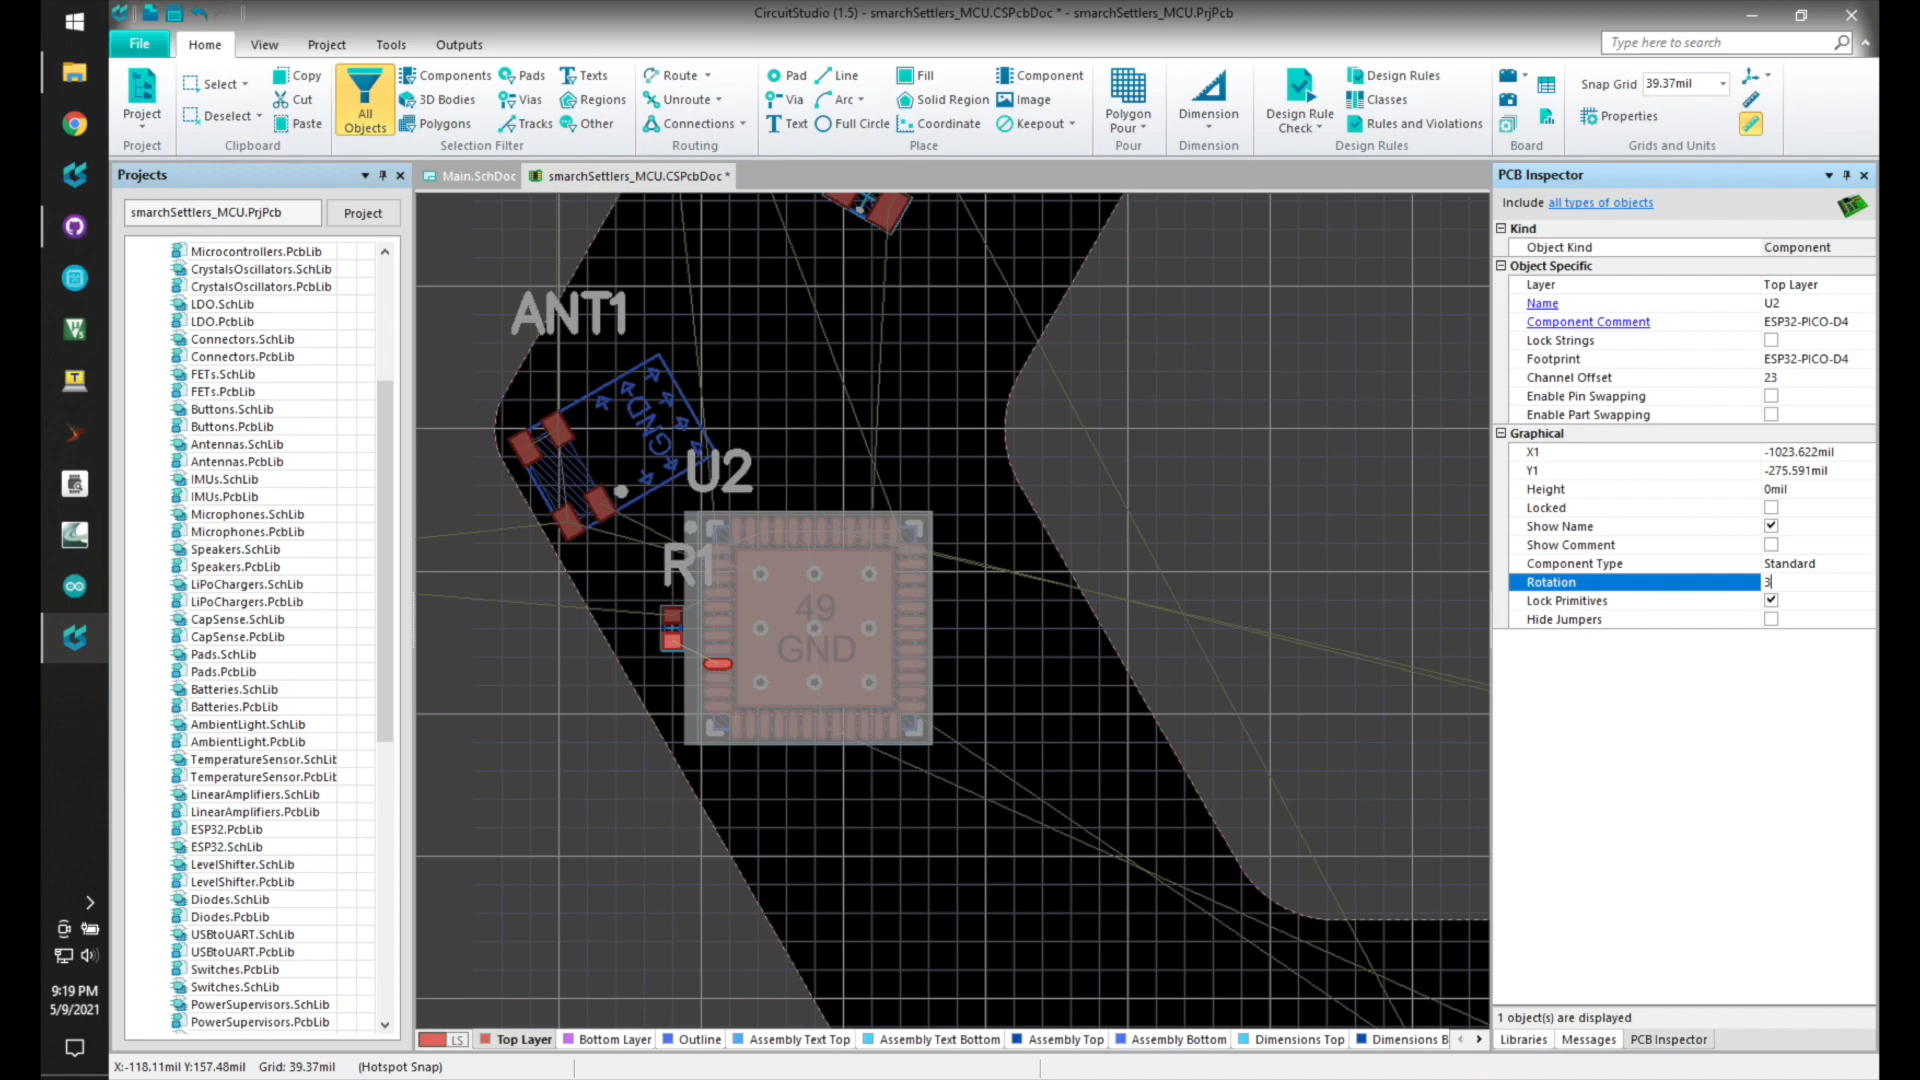 CircuitStudio (1.5) - smarchSettlers_MCU.CSPcbDoc * - smarchSettlers_MCU.PrjPcb
File
Home
View
Project
Tools
Outputs
Type here to search
Project
Project
Select
Deselect
Copy
Cut
Paste
Clipboard
All Objects
Components
3D Bodies
Polygons
Pads
Vias
Tracks
Texts
Regions
Other
Selection Filter
Route
Unroute
Connections
Routing
Pad
Via
Text
Line
Arc
Full Circle
Fill
Solid Region
Coordinate
Component
Image
Keepout
Place
Polygon Pour
Pour
Dimension
Dimension
Design Rule Check
Design Rules
Classes
Rules and Violations
Design Rules
Board
Snap Grid 39.37mil
Properties
Grids and Units
Projects
smarchSettlers_MCU.PrjPcb
Project
Microcontrollers.PcbLib
CrystalsOscillators.SchLib
CrystalsOscillators.PcbLib
LDO.SchLib
LDO.PcbLib
Connectors.SchLib
Connectors.PcbLib
FETs.SchLib
FETs.PcbLib
Buttons.SchLib
Buttons.PcbLib
Antennas.SchLib
Antennas.PcbLib
IMUs.SchLib
IMUs.PcbLib
Microphones.SchLib
Microphones.PcbLib
Speakers.SchLib
Speakers.PcbLib
LiPoChargers.SchLib
LiPoChargers.PcbLib
CapSense.SchLib
CapSense.PcbLib
Pads.SchLib
Pads.PcbLib
Batteries.SchLib
Batteries.PcbLib
AmbientLight.SchLib
AmbientLight.PcbLib
TemperatureSensor.SchLib
TemperatureSensor.PcbLib
LinearAmplifiers.SchLib
LinearAmplifiers.PcbLib
ESP32.PcbLib
ESP32.SchLib
LevelShifter.SchLib
LevelShifter.PcbLib
Diodes.SchLib
Diodes.PcbLib
USBtoUART.SchLib
USBtoUART.PcbLib
Switches.PcbLib
Switches.SchLib
PowerSupervisors.SchLib
PowerSupervisors.PcbLib
Main.SchDoc
smarchSettlers_MCU.CSPcbDoc *
ANT1
GND
U2
R1
49
GND
PCB Inspector
Include all types of objects
Kind
Object Kind Component
Object Specific
Layer Top Layer
Name U2
Component Comment ESP32-PICO-D4
Lock Strings
Footprint ESP32-PICO-D4
Channel Offset 23
Enable Pin Swapping
Enable Part Swapping
Graphical
X1 -1023.622mil
Y1 -275.591mil
Height 0mil
Locked
Show Name
Show Comment
Component Type Standard
Rotation 3
Lock Primitives
Hide Jumpers
1 object(s) are displayed
Libraries
Messages
PCB Inspector
LS
Top Layer
Bottom Layer
Outline
Assembly Text Top
Assembly Text Bottom
Assembly Top
Assembly Bottom
Dimensions Top
Dimensions B
X:-118.11mil Y:157.48mil Grid: 39.37mil (Hotspot Snap)
9:19 PM
5/9/2021